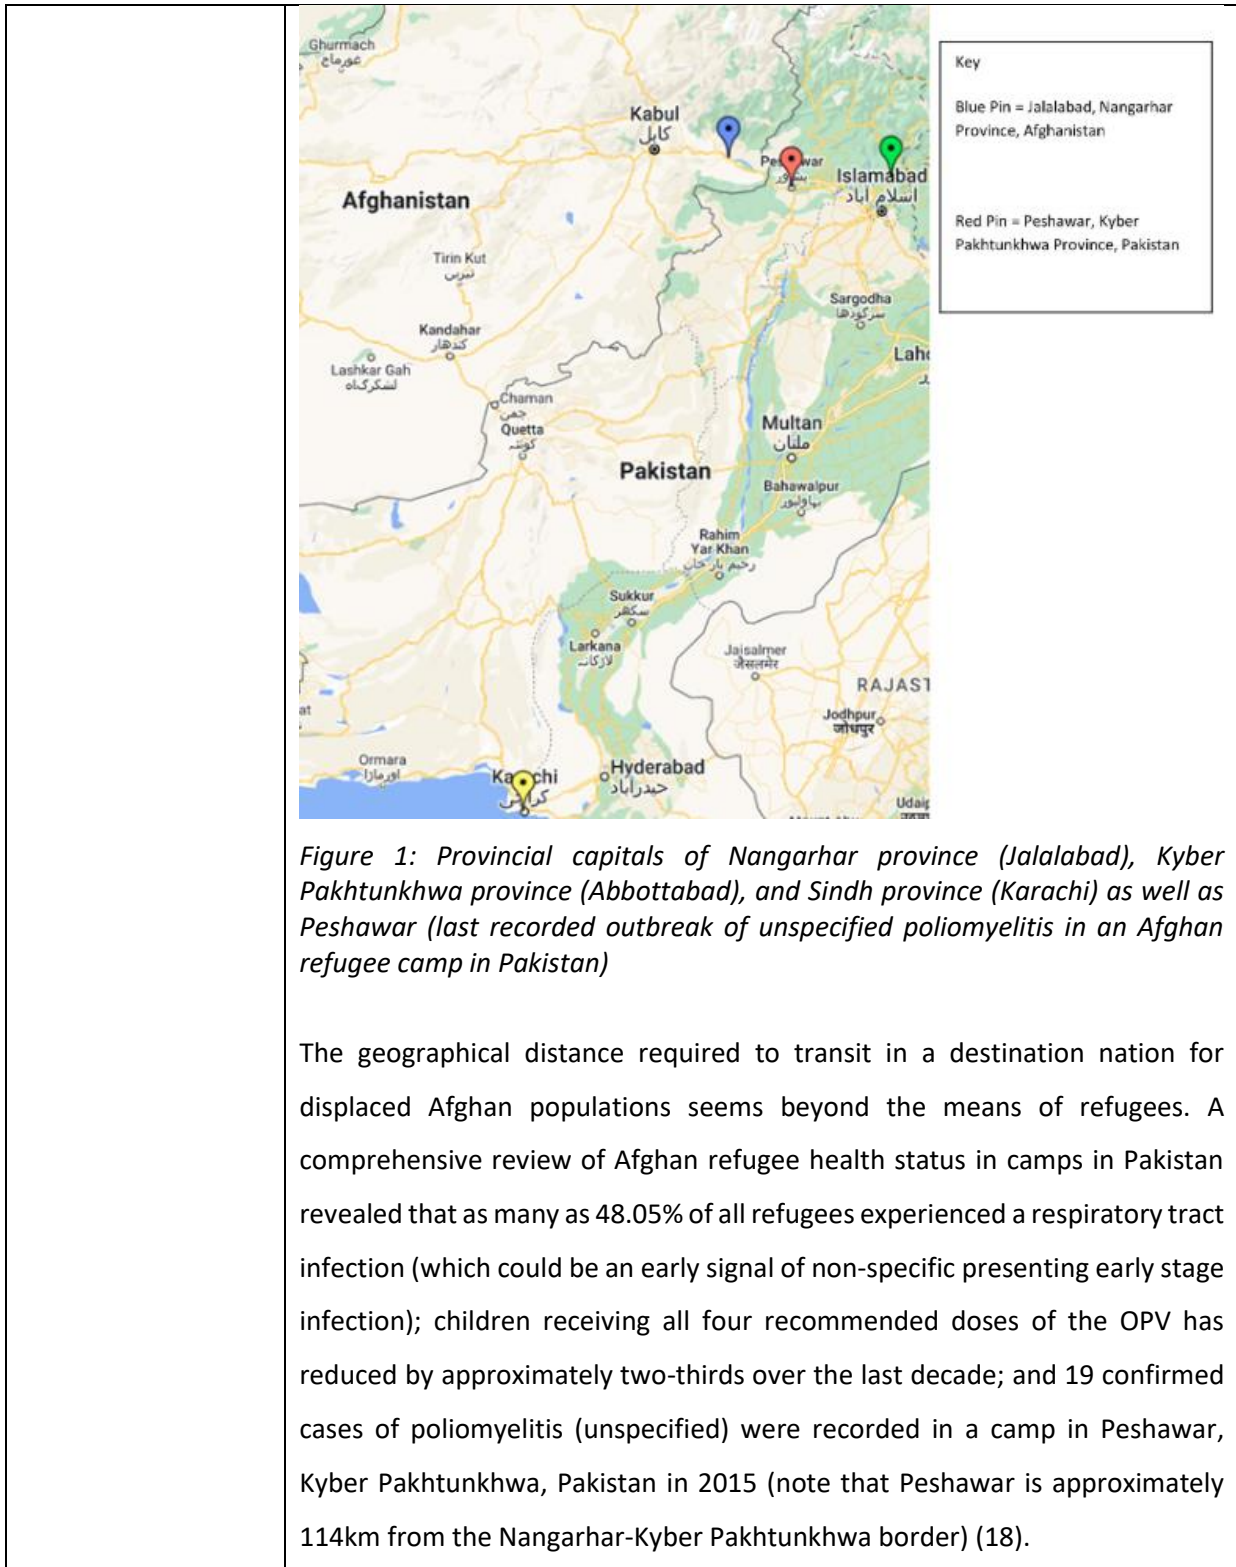 Ghurmach
غورماج
Kabul
کابل
Peshawar
پشاور
Islamabad
اسلام آباد
Afghanistan
Tirin Kut
تیرین
Sargodha
سرگودھا
Kandahar
کندهار
Lashkar Gah
لښکرګاه
Chaman
چمن
Quetta
کوئٹہ
Multan
ملتان
Pakistan
Bahawalpur
بہاولپور
Rahim
Yar Khan
رحیم یار خان
Sukkur
سکھر
Larkana
لاڑکانہ
Jaisalmer
जैसलमेर
RAJAST
Jodhpur
जोधपुर
at
Ormara
اورماڑا
Karachi
کراچی
Hyderabad
حیدرآباد
Udaip
Key
Blue Pin = Jalalabad, Nangarhar
Province, Afghanistan
Red Pin = Peshawar, Kyber
Pakhtunkhwa Province, Pakistan
Figure 1: Provincial capitals of Nangarhar province (Jalalabad), Kyber
Pakhtunkhwa province (Abbottabad), and Sindh province (Karachi) as well as
Peshawar (last recorded outbreak of unspecified poliomyelitis in an Afghan
refugee camp in Pakistan)
The geographical distance required to transit in a destination nation for
displaced Afghan populations seems beyond the means of refugees. A
comprehensive review of Afghan refugee health status in camps in Pakistan
revealed that as many as 48.05% of all refugees experienced a respiratory tract
infection (which could be an early signal of non-specific presenting early stage
infection); children receiving all four recommended doses of the OPV has
reduced by approximately two-thirds over the last decade; and 19 confirmed
cases of poliomyelitis (unspecified) were recorded in a camp in Peshawar,
Kyber Pakhtunkhwa, Pakistan in 2015 (note that Peshawar is approximately
114km from the Nangarhar-Kyber Pakhtunkhwa border) (18).